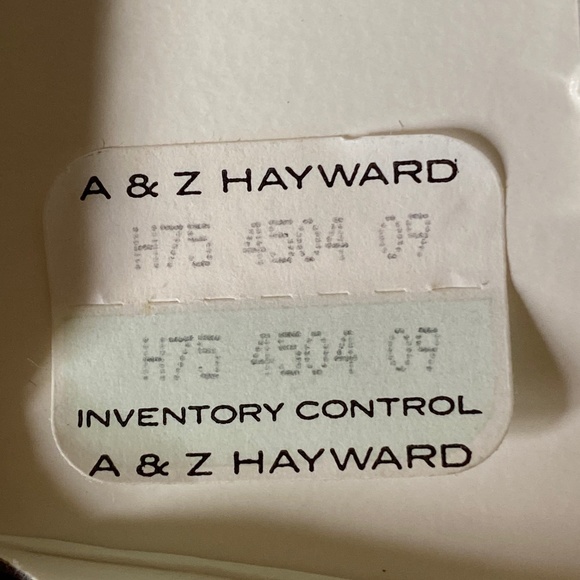 A & Z HAYWARD
H75 4504 09
H75 4504 09
INVENTORY CONTROL
A & Z HAYWARD